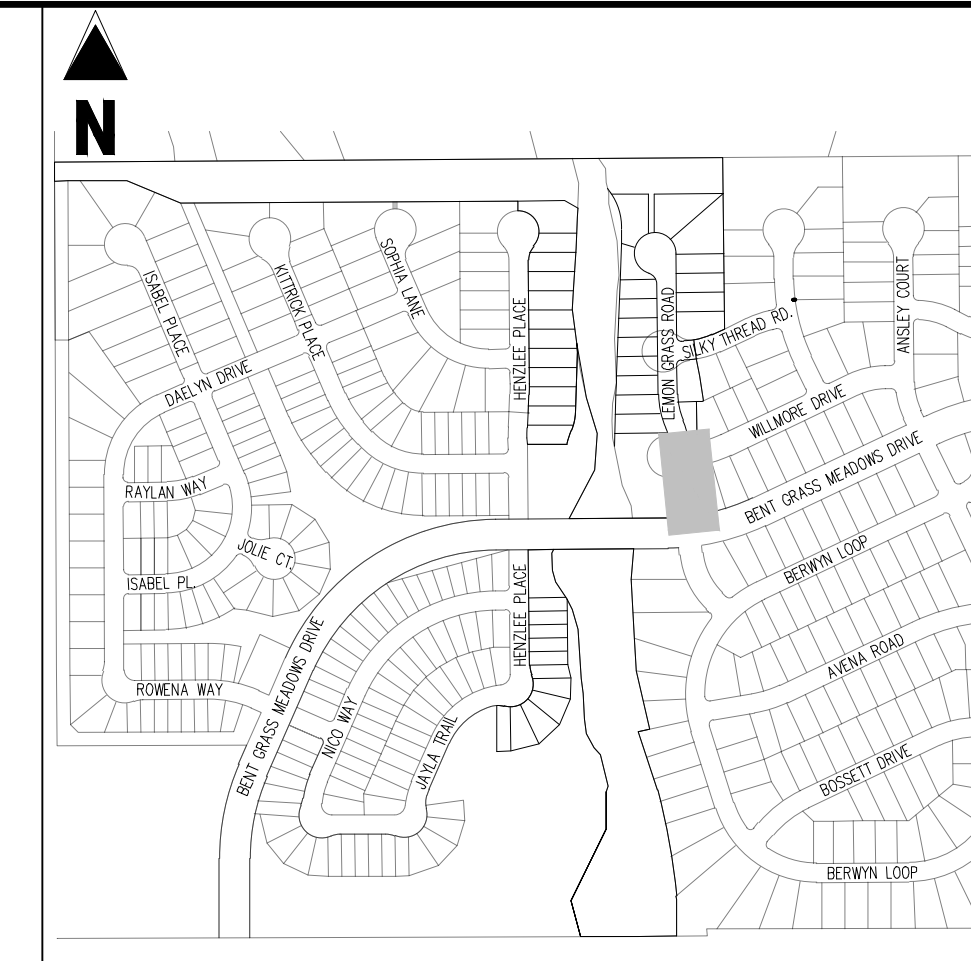 N
ISABEL PLACE
KITTRICK PLACE
SOPHIA LANE
HENZLEE PLACE
LEMON GRASS ROAD
SILKY THREAD RD.
ANSLEY COURT
DAELYN DRIVE
WILLMORE DRIVE
BENT GRASS MEADOWS DRIVE
RAYLAN WAY
JOLIE CT.
ISABEL PL.
BERWYN LOOP
HENZLEE PLACE
AVENA ROAD
ROWENA WAY
BENT GRASS MEADOWS DRIVE
NICO WAY
JAYLA TRAIL
BOSSETT DRIVE
BERWYN LOOP